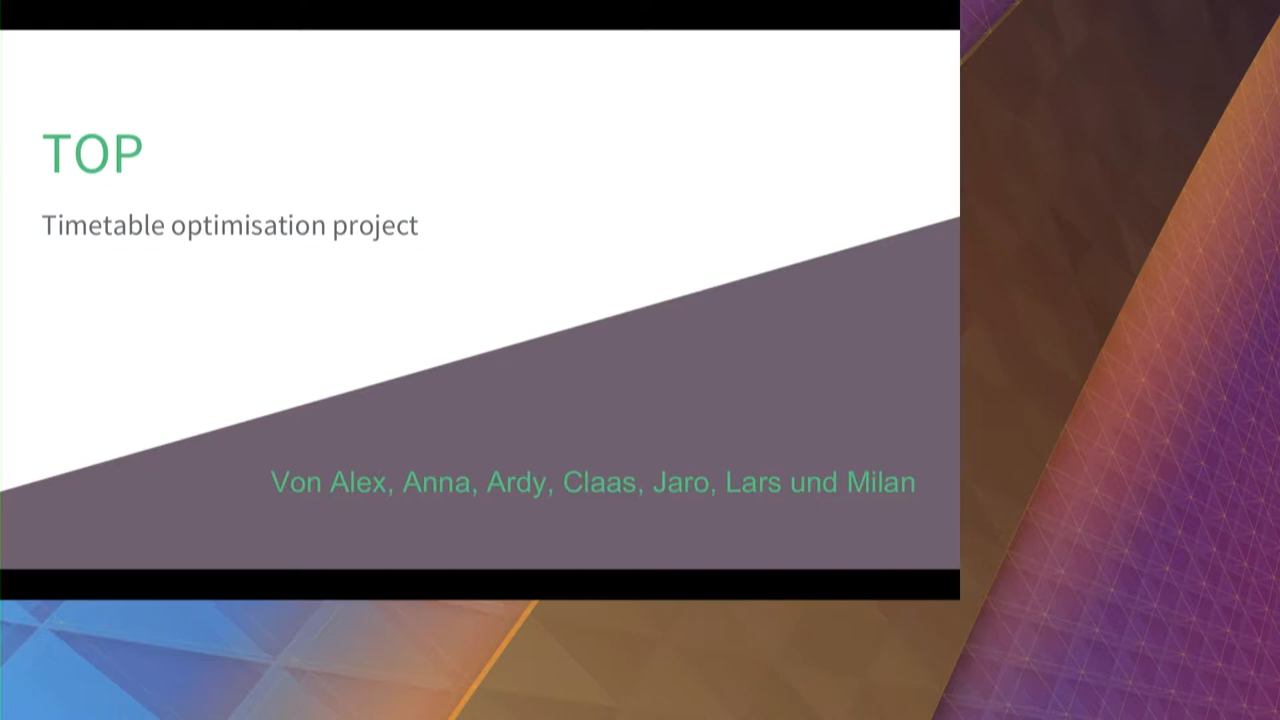 TOP
Timetable optimisation project
Von Alex, Anna, Ardy, Claas, Jaro, Lars und Milan